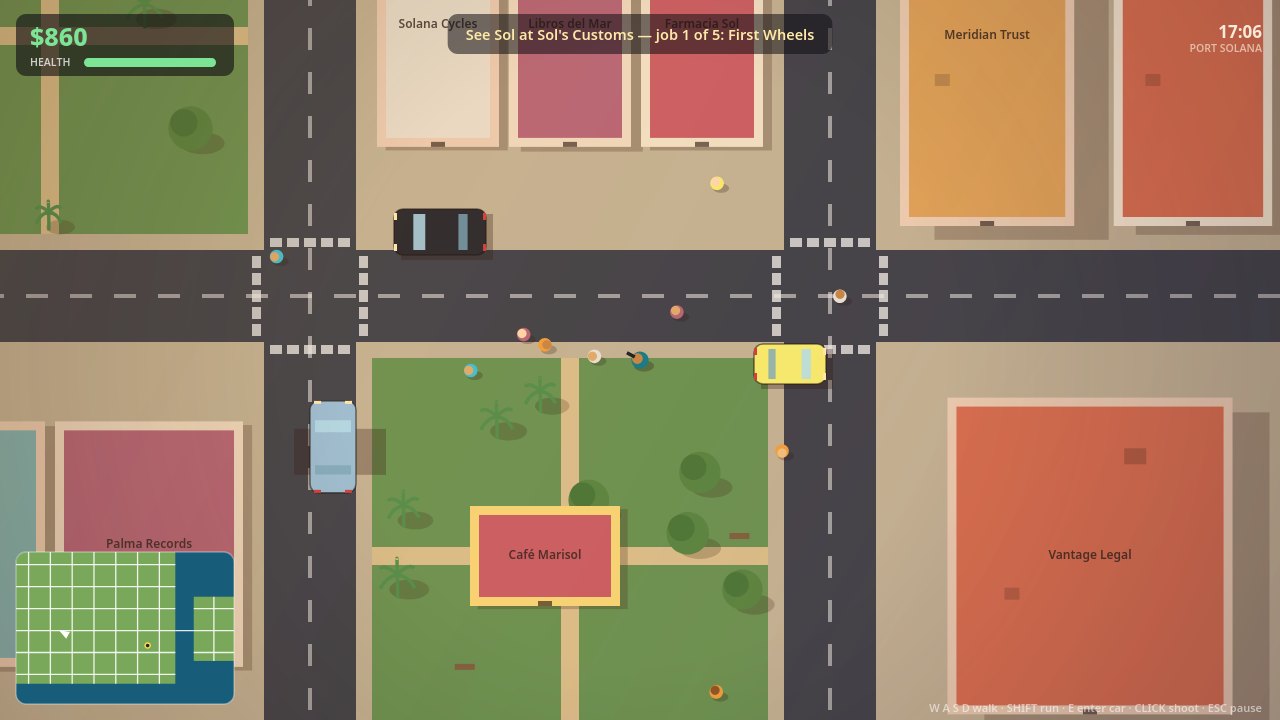 $860
HEALTH
Solana Cycles
Libros del Mar
Farmacia Sol
See Sol at Sol's Customs — job 1 of 5: First Wheels
Meridian Trust
17:06
PORT SOLANA
Café Marisol
Palma Records
Vantage Legal
W A S D walk · SHIFT run · E enter car · CLICK shoot · ESC pause